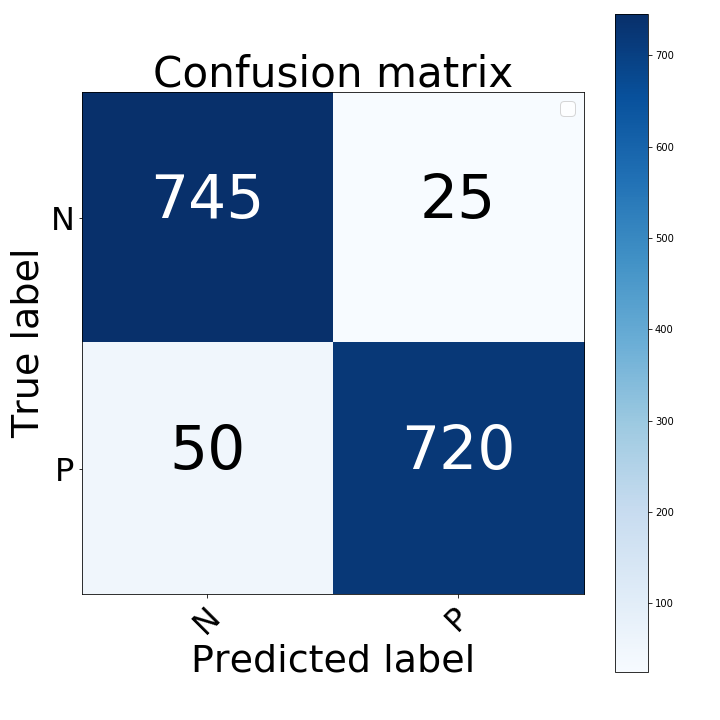 Confusion matrix
True label
N
745 25
P
50 720
N P
Predicted label
700
600
500
400
300
200
100